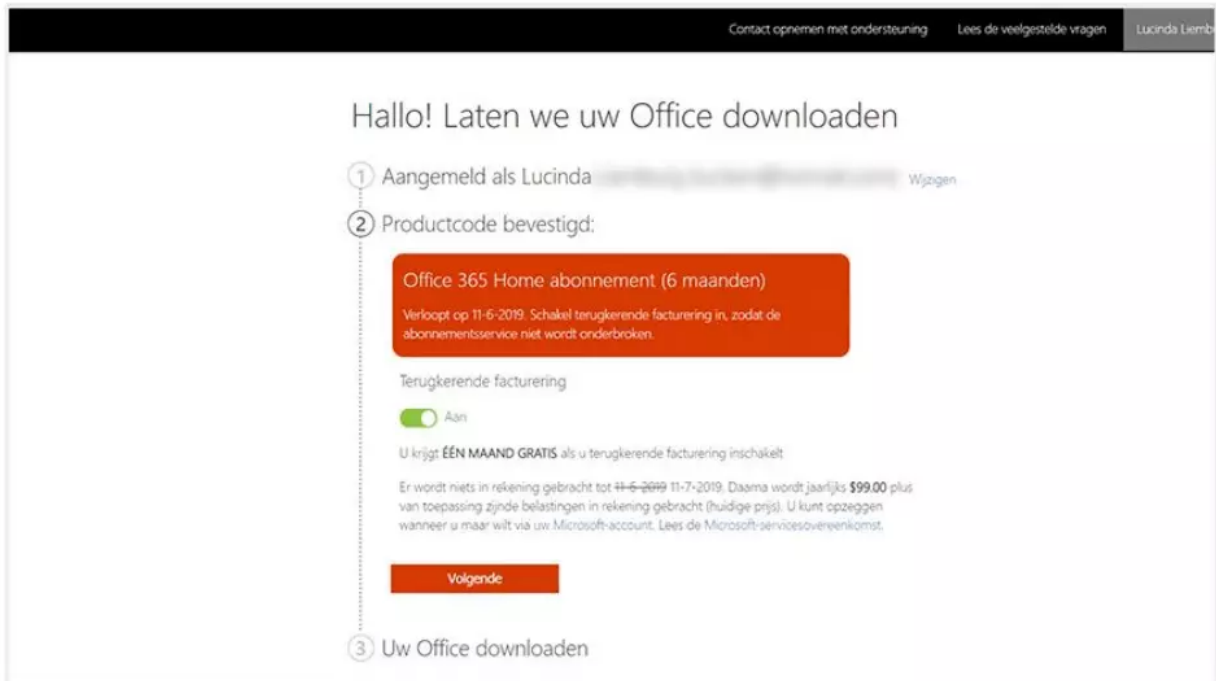 Contact opnemen met ondersteuning Lees de veelgestelde vragen Lucinda
Hallo! Laten we uw Office downloaden
1 Aangemeld als Lucinda Wijzigen
2 Productcode bevestigd:
Office 365 Home abonnement (6 maanden)
Verloopt op 11-6-2019. Schakel terugkerende facturering in, zodat de
abonnementsservice niet wordt onderbroken.
Terugkerende facturering
Aan
U krijgt ÉÉN MAAND GRATIS als u terugkerende facturering inschakelt
Er wordt niets in rekening gebracht tot 11-6-2019 11-7-2019. Daarna wordt jaarlijks $99.00 plus
van toepassing zijnde belastingen in rekening gebracht (huidige prijs). U kunt opzeggen
wanneer u maar wilt via uw Microsoft-account. Lees de Microsoft-servicesovereenkomst.
Volgende
3 Uw Office downloaden